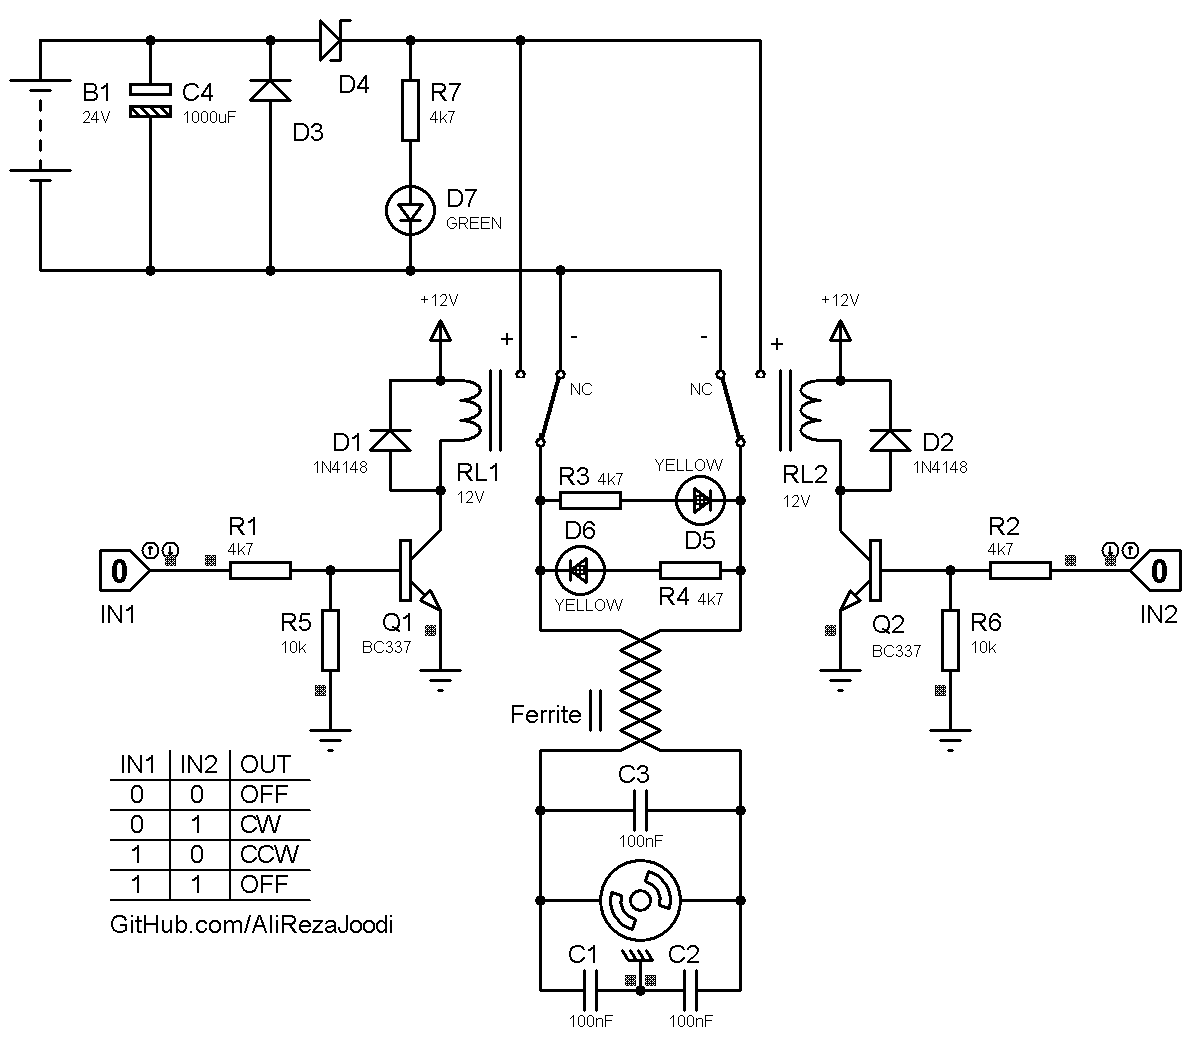 B1
24V
C4
1000uF
D3
D4
R7
4k7
D7
GREEN
+12V
+12V
+
-
-
+
NC
NC
D1
1N4148
RL1
12V
R3 4k7
YELLOW
D5
RL2
12V
D2
1N4148
D6
YELLOW
R4 4k7
R1
4k7
0
IN1
R5
10k
Q1
BC337
R2
4k7
0
IN2
Q2
BC337
R6
10k
Ferrite
IN1 IN2 OUT
0 0 OFF
0 1 CW
1 0 CCW
1 1 OFF
GitHub.com/AliRezaJoodi
C3
100nF
C1
100nF
C2
100nF